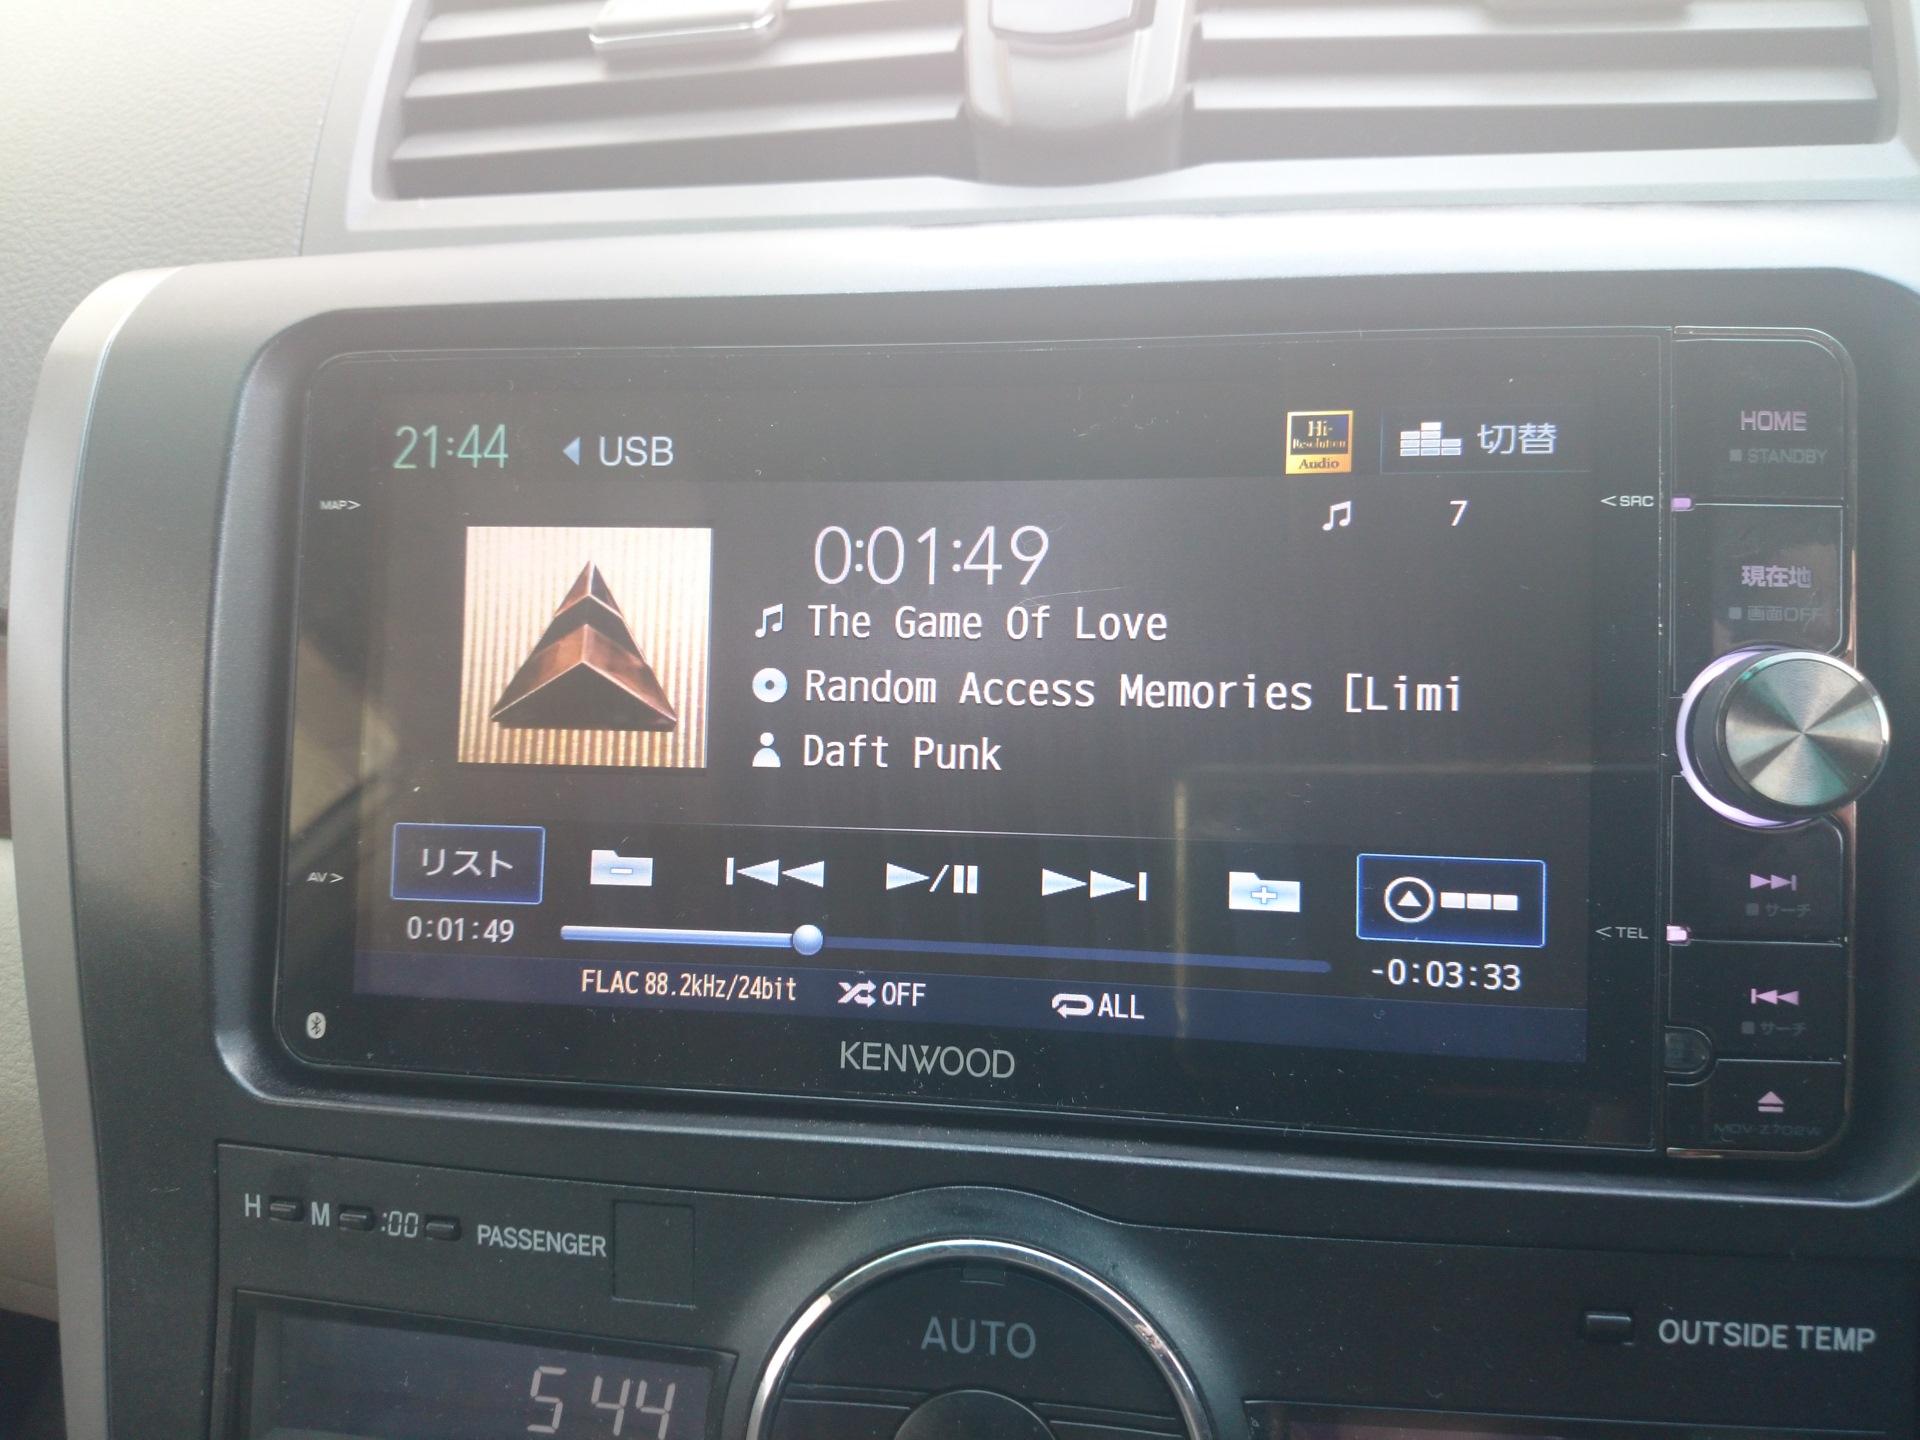 21:44
USB
Hi-Resolution Audio
切替
HOME
STANDBY
MAP>
<SRC
7
0:01:49
The Game Of Love
Random Access Memories [Limi
Daft Punk
現在地
画面OFF
AV>
リスト
0:01:49
-0:03:33
<TEL
サーチ
サーチ
FLAC 88.2kHz/24bit
OFF
ALL
KENWOOD
MDV-Z702W
H M :00 PASSENGER
AUTO
OUTSIDE TEMP
5 44